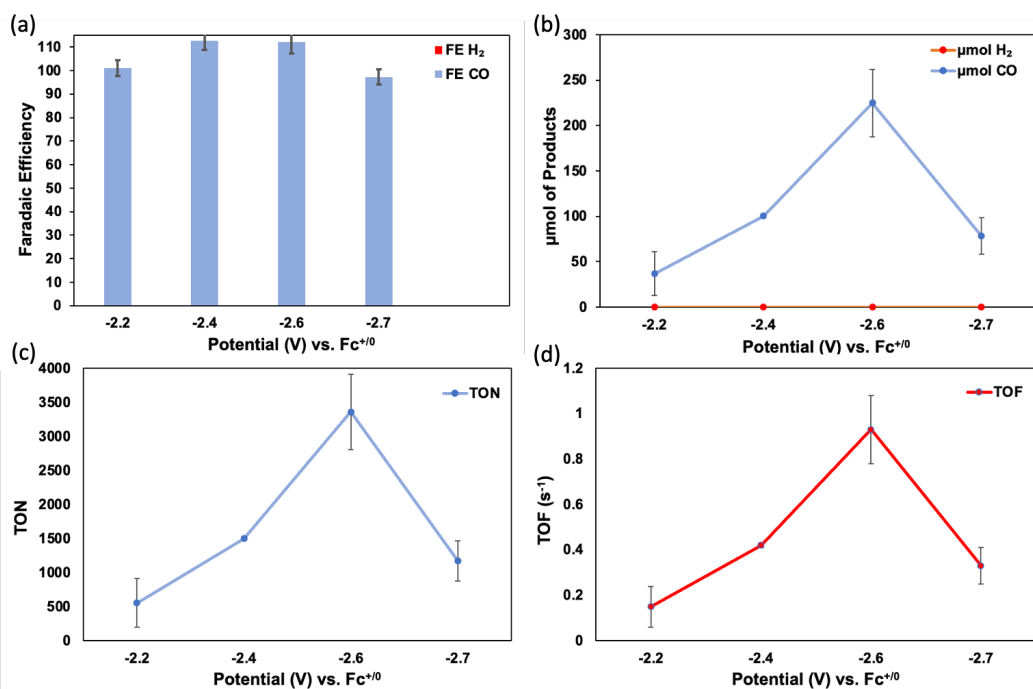 (a)
110
100
90
80
70
60
50
40
30
20
10
0
Faradaic Efficiency
FE H₂
FE CO
-2.2 -2.4 -2.6 -2.7
Potential (V) vs. Fc⁺/⁰
(b)
300
250
200
150
100
50
0
µmol of Products
µmol H₂
µmol CO
-2.2 -2.4 -2.6 -2.7
Potential (V) vs. Fc⁺/⁰
(c)
4000
3500
3000
2500
2000
1500
1000
500
0
TON
TON
-2.2 -2.4 -2.6 -2.7
Potential (V) vs. Fc⁺/⁰
(d)
1.2
1
0.8
0.6
0.4
0.2
0
TOF (s⁻¹)
TOF
-2.2 -2.4 -2.6 -2.7
Potential (V) vs. Fc⁺/⁰